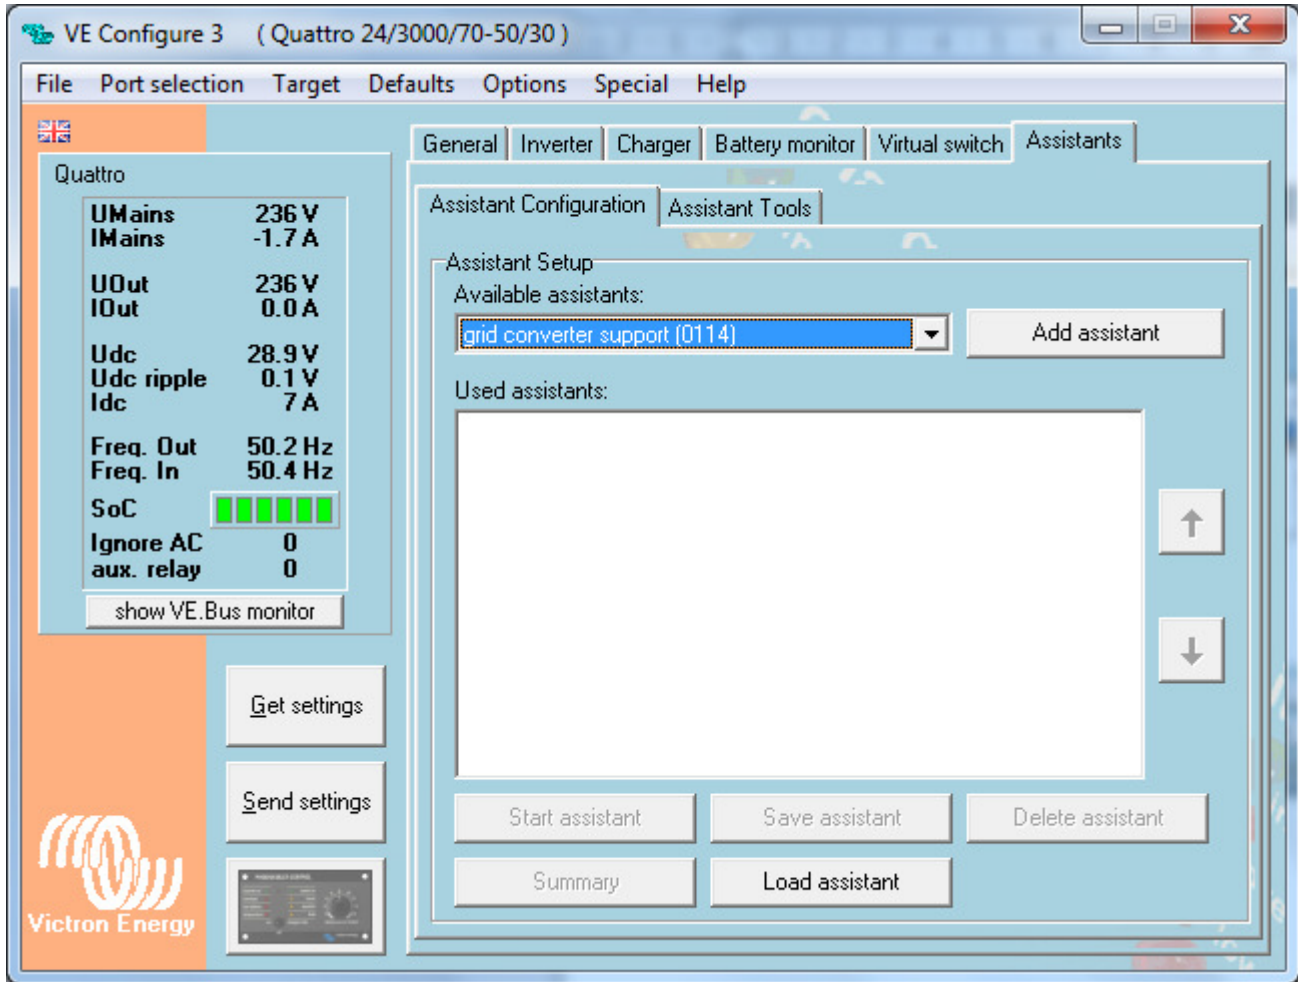 VE Configure 3 ( Quattro 24/3000/70-50/30 )
File Port selection Target Defaults Options Special Help
General Inverter Charger Battery monitor Virtual switch Assistants
Quattro
UMains 236 V
IMains -1.7 A
UOut 236 V
IOut 0.0 A
Udc 28.9 V
Udc ripple 0.1 V
Idc 7 A
Freq. Out 50.2 Hz
Freq. In 50.4 Hz
SoC
Ignore AC 0
aux. relay 0
show VE.Bus monitor
Get settings
Send settings
Victron Energy
Assistant Configuration Assistant Tools
Assistant Setup
Available assistants:
grid converter support (0114) Add assistant
Used assistants:
Start assistant Save assistant Delete assistant
Summary Load assistant